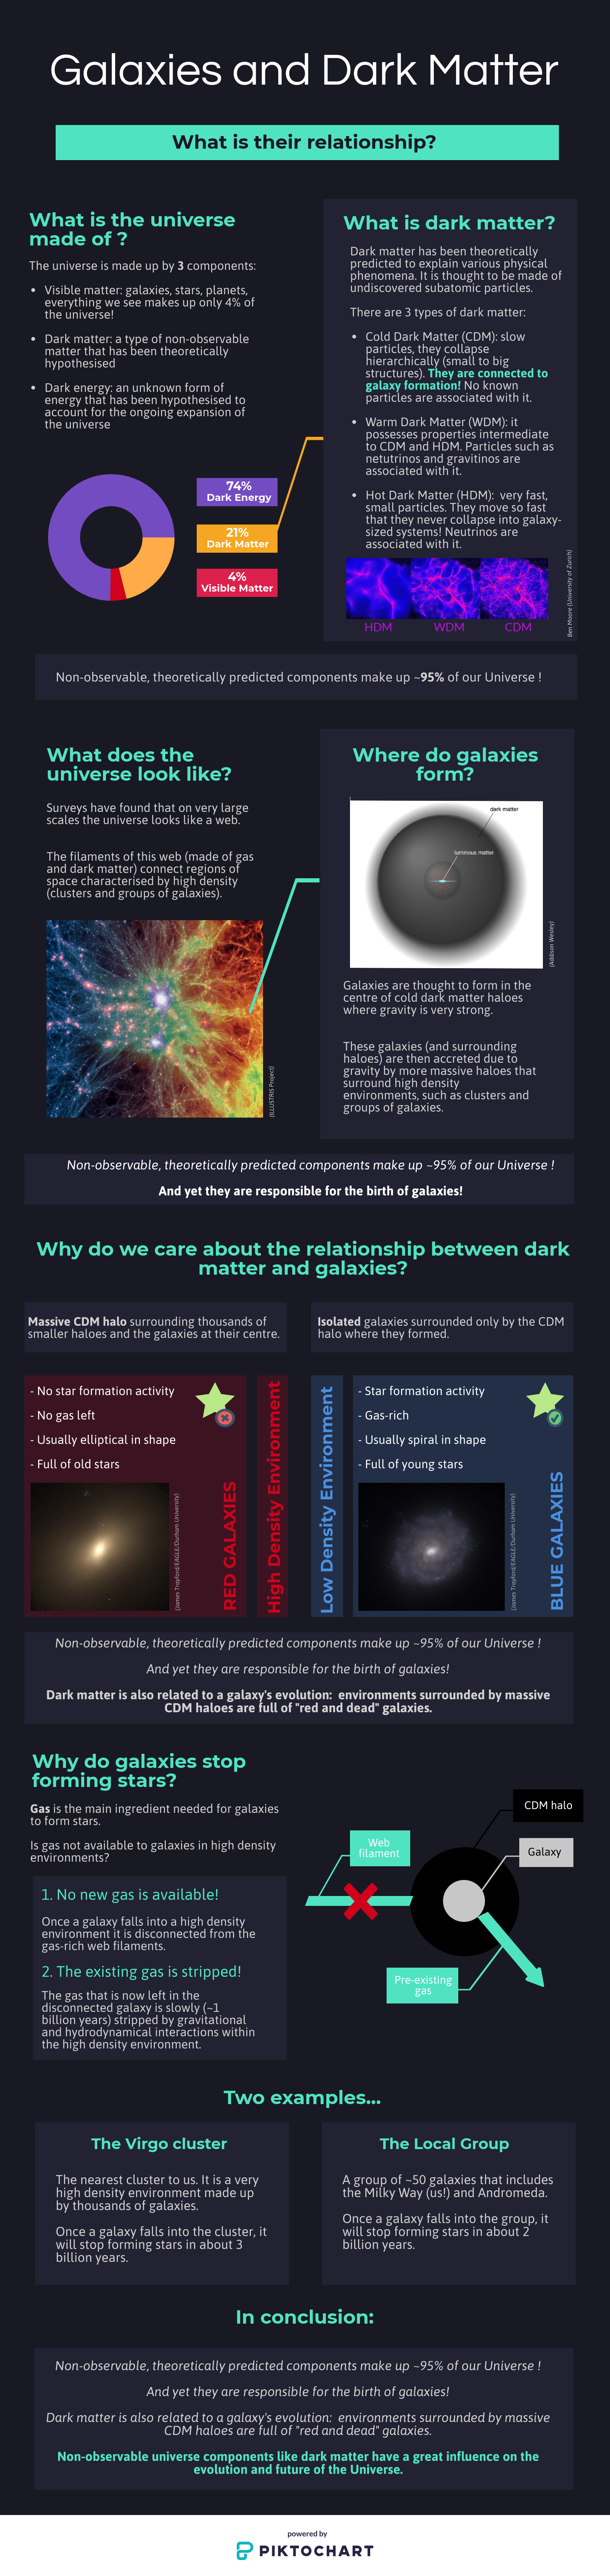 Galaxies and Dark Matter
What is their relationship?
What is the universe
made of ?
The universe is made up by 3 components:
• Visible matter: galaxies, stars, planets,
everything we see makes up only 4% of
the universe!
• Dark matter: a type of non-observable
matter that has been theoretically
hypothesised
• Dark energy: an unknown form of
energy that has been hypothesised to
account for the ongoing expansion of
the universe
74%
Dark Energy
21%
Dark Matter
4%
Visible Matter
What is dark matter?
Dark matter has been theoretically
predicted to explain various physical
phenomena. It is thought to be made of
undiscovered subatomic particles.
There are 3 types of dark matter:
• Cold Dark Matter (CDM): slow
particles, they collapse
hierarchically (small to big
structures). They are connected to
galaxy formation! No known
particles are associated with it.
• Warm Dark Matter (WDM): it
possesses properties intermediate
to CDM and HDM. Particles such as
netutrinos and gravitinos are
associated with it.
• Hot Dark Matter (HDM): very fast,
small particles. They move so fast
that they never collapse into galaxy-
sized systems! Neutrinos are
associated with it.
HDM WDM CDM
Ben Moore (University of Zurich)
Non-observable, theoretically predicted components make up ~95% of our Universe !
What does the
universe look like?
Surveys have found that on very large
scales the universe looks like a web.
The filaments of this web (made of gas
and dark matter) connect regions of
space characterised by high density
(clusters and groups of galaxies).
(ILLUSTRIS Project)
Where do galaxies
form?
dark matter
luminous matter
(Addison Wesley)
Galaxies are thought to form in the
centre of cold dark matter haloes
where gravity is very strong.
These galaxies (and surrounding
haloes) are then accreted due to
gravity by more massive haloes that
surround high density
environments, such as clusters and
groups of galaxies.
Non-observable, theoretically predicted components make up ~95% of our Universe !
And yet they are responsible for the birth of galaxies!
Why do we care about the relationship between dark
matter and galaxies?
Massive CDM halo surrounding thousands of
smaller haloes and the galaxies at their centre.
Isolated galaxies surrounded only by the CDM
halo where they formed.
- No star formation activity
- No gas left
- Usually elliptical in shape
- Full of old stars
(James Trayford/EAGLE/Durham University)
RED GALAXIES
High Density Environment
Low Density Environment
- Star formation activity
- Gas-rich
- Usually spiral in shape
- Full of young stars
(James Trayford/EAGLE/Durham University)
BLUE GALAXIES
Non-observable, theoretically predicted components make up ~95% of our Universe !
And yet they are responsible for the birth of galaxies!
Dark matter is also related to a galaxy's evolution: environments surrounded by massive
CDM haloes are full of "red and dead" galaxies.
Why do galaxies stop
forming stars?
Gas is the main ingredient needed for galaxies
to form stars.
Is gas not available to galaxies in high density
environments?
1. No new gas is available!
Once a galaxy falls into a high density
environment it is disconnected from the
gas-rich web filaments.
2. The existing gas is stripped!
The gas that is now left in the
disconnected galaxy is slowly (~1
billion years) stripped by gravitational
and hydrodynamical interactions within
the high density environment.
CDM halo
Web
filament
Galaxy
Pre-existing
gas
Two examples...
The Virgo cluster
The nearest cluster to us. It is a very
high density environment made up
by thousands of galaxies.
Once a galaxy falls into the cluster, it
will stop forming stars in about 3
billion years.
The Local Group
A group of ~50 galaxies that includes
the Milky Way (us!) and Andromeda.
Once a galaxy falls into the group, it
will stop forming stars in about 2
billion years.
In conclusion:
Non-observable, theoretically predicted components make up ~95% of our Universe !
And yet they are responsible for the birth of galaxies!
Dark matter is also related to a galaxy's evolution: environments surrounded by massive
CDM haloes are full of "red and dead" galaxies.
Non-observable universe components like dark matter have a great influence on the
evolution and future of the Universe.
powered by
PIKTOCHART